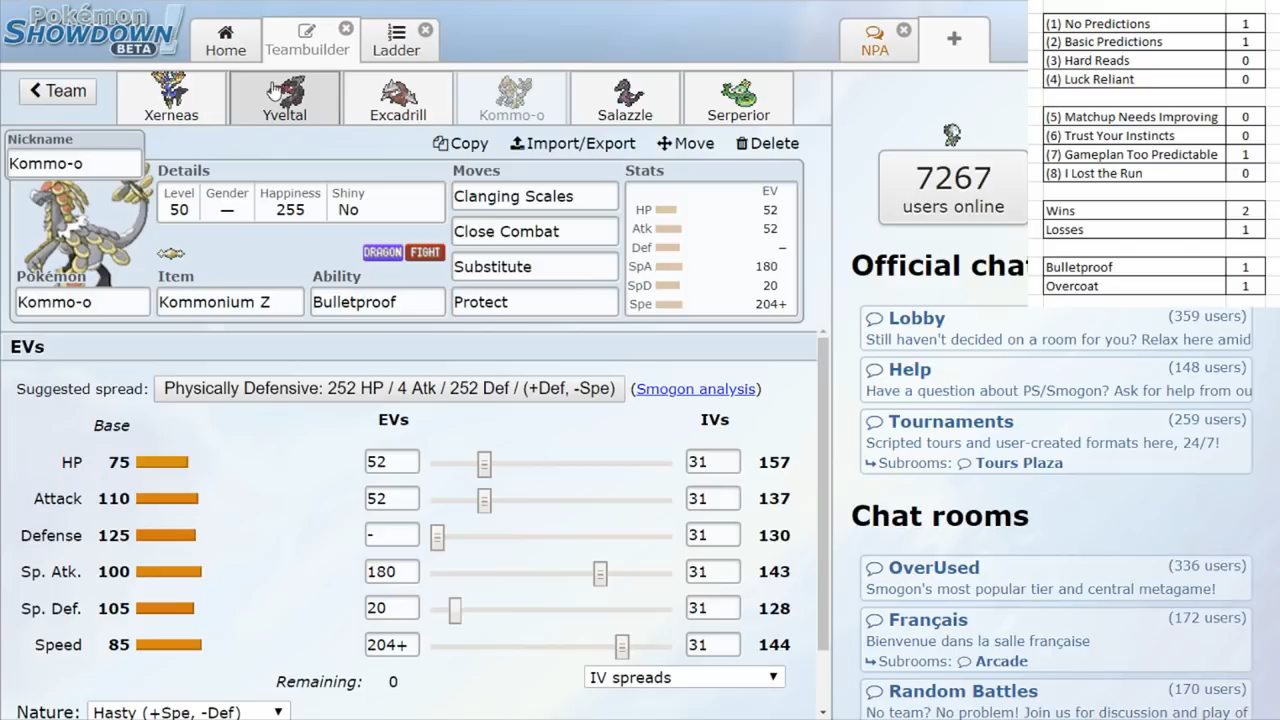 Pokémon
SHOWDOWN!
BETA
Home
Teambuilder
Ladder
NPA
+
Team
Xerneas
Yveltal
Excadrill
Kommo-o
Salazzle
Serperior
Nickname
Kommo-o
Copy
Import/Export
Move
Delete
Details
Level Gender Happiness Shiny
50 — 255 No
DRAGON FIGHT
Pokémon
Kommo-o
Item
Kommonium Z
Ability
Bulletproof
Moves
Clanging Scales
Close Combat
Substitute
Protect
Stats
EV
HP 52
Atk 52
Def –
SpA 180
SpD 20
Spe 204+
EVs
Suggested spread: Physically Defensive: 252 HP / 4 Atk / 252 Def / (+Def, -Spe) (Smogon analysis)
Base EVs IVs
HP 75 52 31 157
Attack 110 52 31 137
Defense 125 - 31 130
Sp. Atk. 100 180 31 143
Sp. Def. 105 20 31 128
Speed 85 204+ 31 144
Remaining: 0
IV spreads
Nature: Hasty (+Spe, -Def)
7267
users online
Official cha
Lobby (359 users)
Still haven't decided on a room for you? Relax here amid
Help (148 users)
Have a question about PS/Smogon? Ask for help from ou
Tournaments (259 users)
Scripted tours and user-created formats here, 24/7!
Subrooms: Tours Plaza
Chat rooms
OverUsed (336 users)
Smogon's most popular tier and central metagame!
Français (172 users)
Bienvenue dans la salle française
Subrooms: Arcade
Random Battles (170 users)
No team? No problem! Join us for discussion and play of
(1) No Predictions 1
(2) Basic Predictions 1
(3) Hard Reads 0
(4) Luck Reliant 0
(5) Matchup Needs Improving 0
(6) Trust Your Instincts 0
(7) Gameplan Too Predictable 1
(8) I Lost the Run 0
Wins 2
Losses 1
Bulletproof 1
Overcoat 1